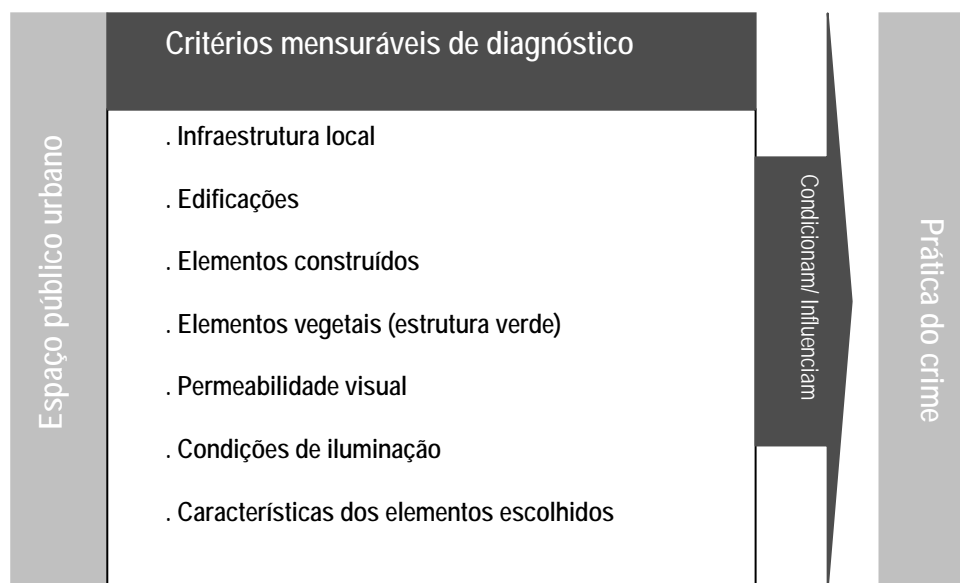 Espaço público urbano
Critérios mensuráveis de diagnóstico
. Infraestrutura local
. Edificações
. Elementos construídos
. Elementos vegetais (estrutura verde)
. Permeabilidade visual
. Condições de iluminação
. Características dos elementos escolhidos
Condicionam/ Influenciam
Prática do crime